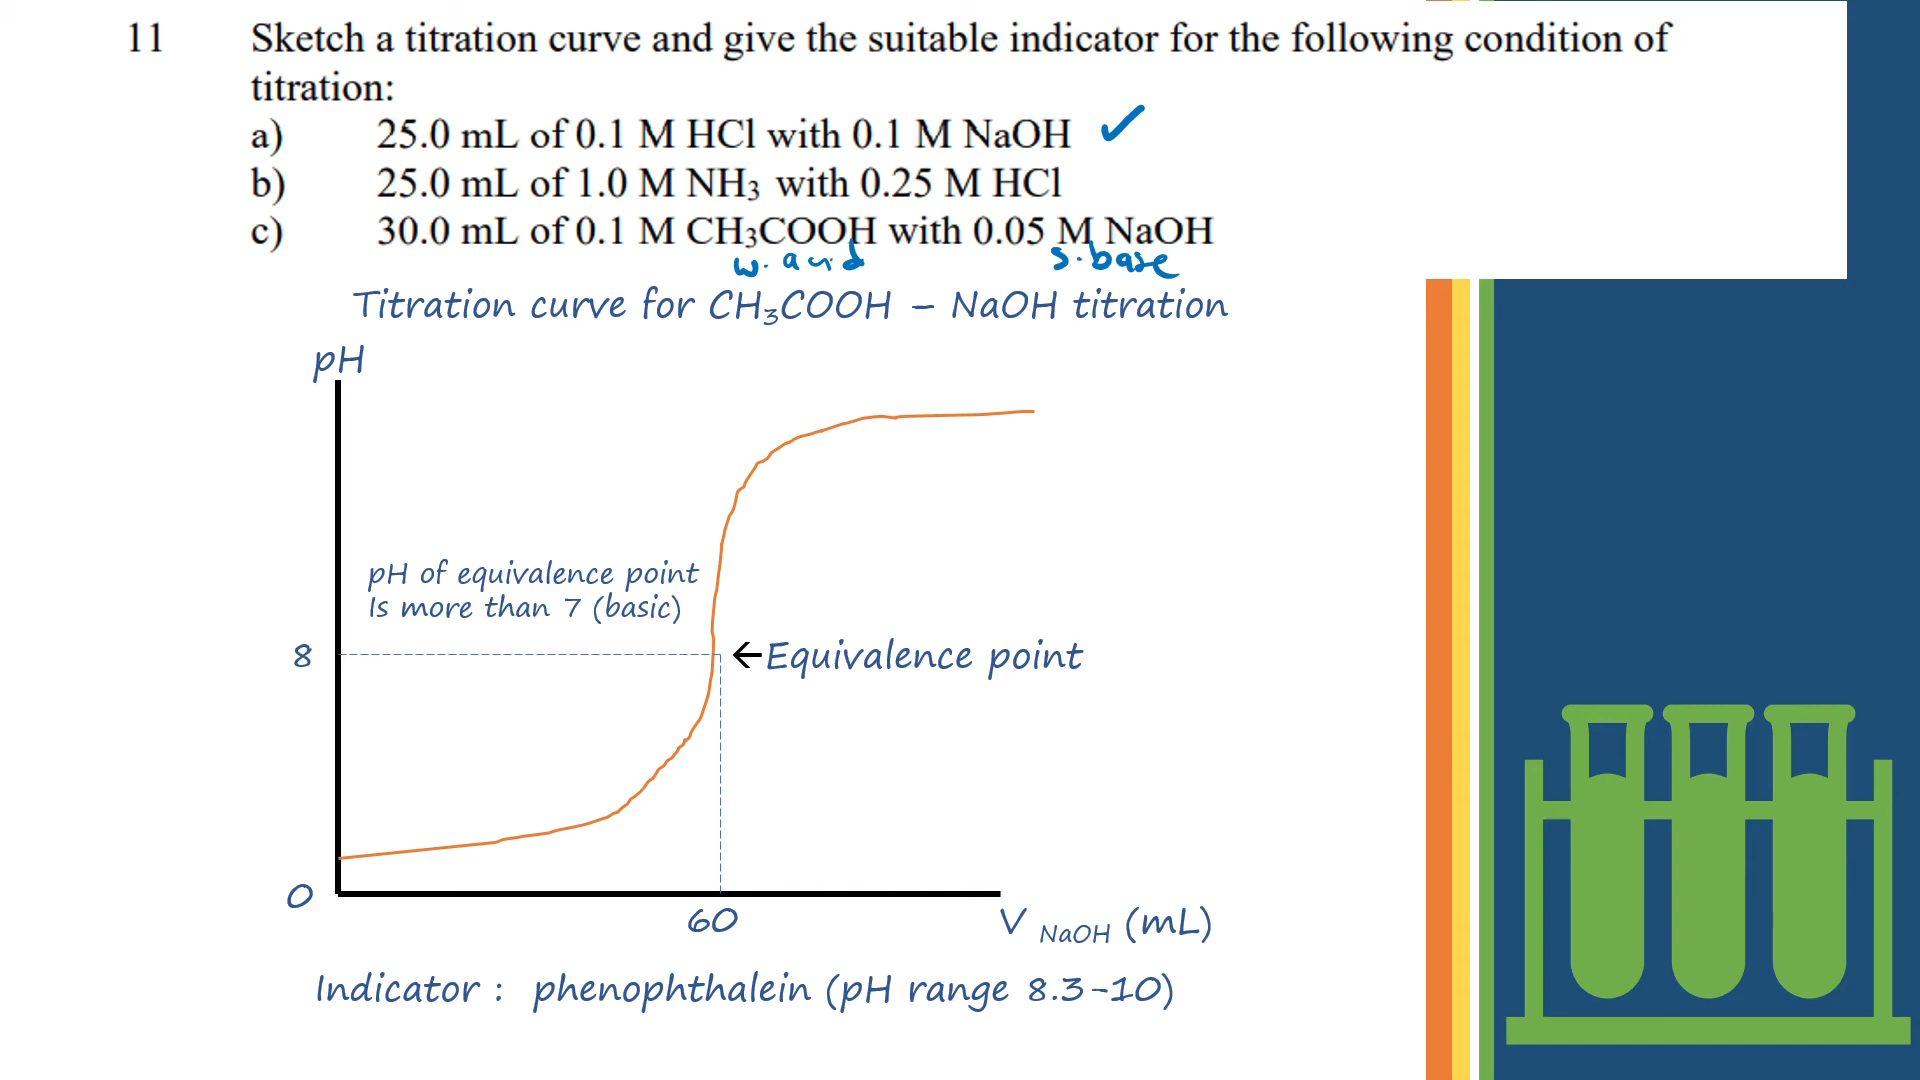 11 Sketch a titration curve and give the suitable indicator for the following condition of
titration:
a) 25.0 mL of 0.1 M HCl with 0.1 M NaOH ✓
b) 25.0 mL of 1.0 M NH₃ with 0.25 M HCl
c) 30.0 mL of 0.1 M CH₃COOH with 0.05 M NaOH
w. acid s. base
Titration curve for CH₃COOH – NaOH titration
pH
pH of equivalence point
Is more than 7 (basic)
8 ←Equivalence point
0
60 V NaOH (mL)
Indicator : phenophthalein (pH range 8.3-10)